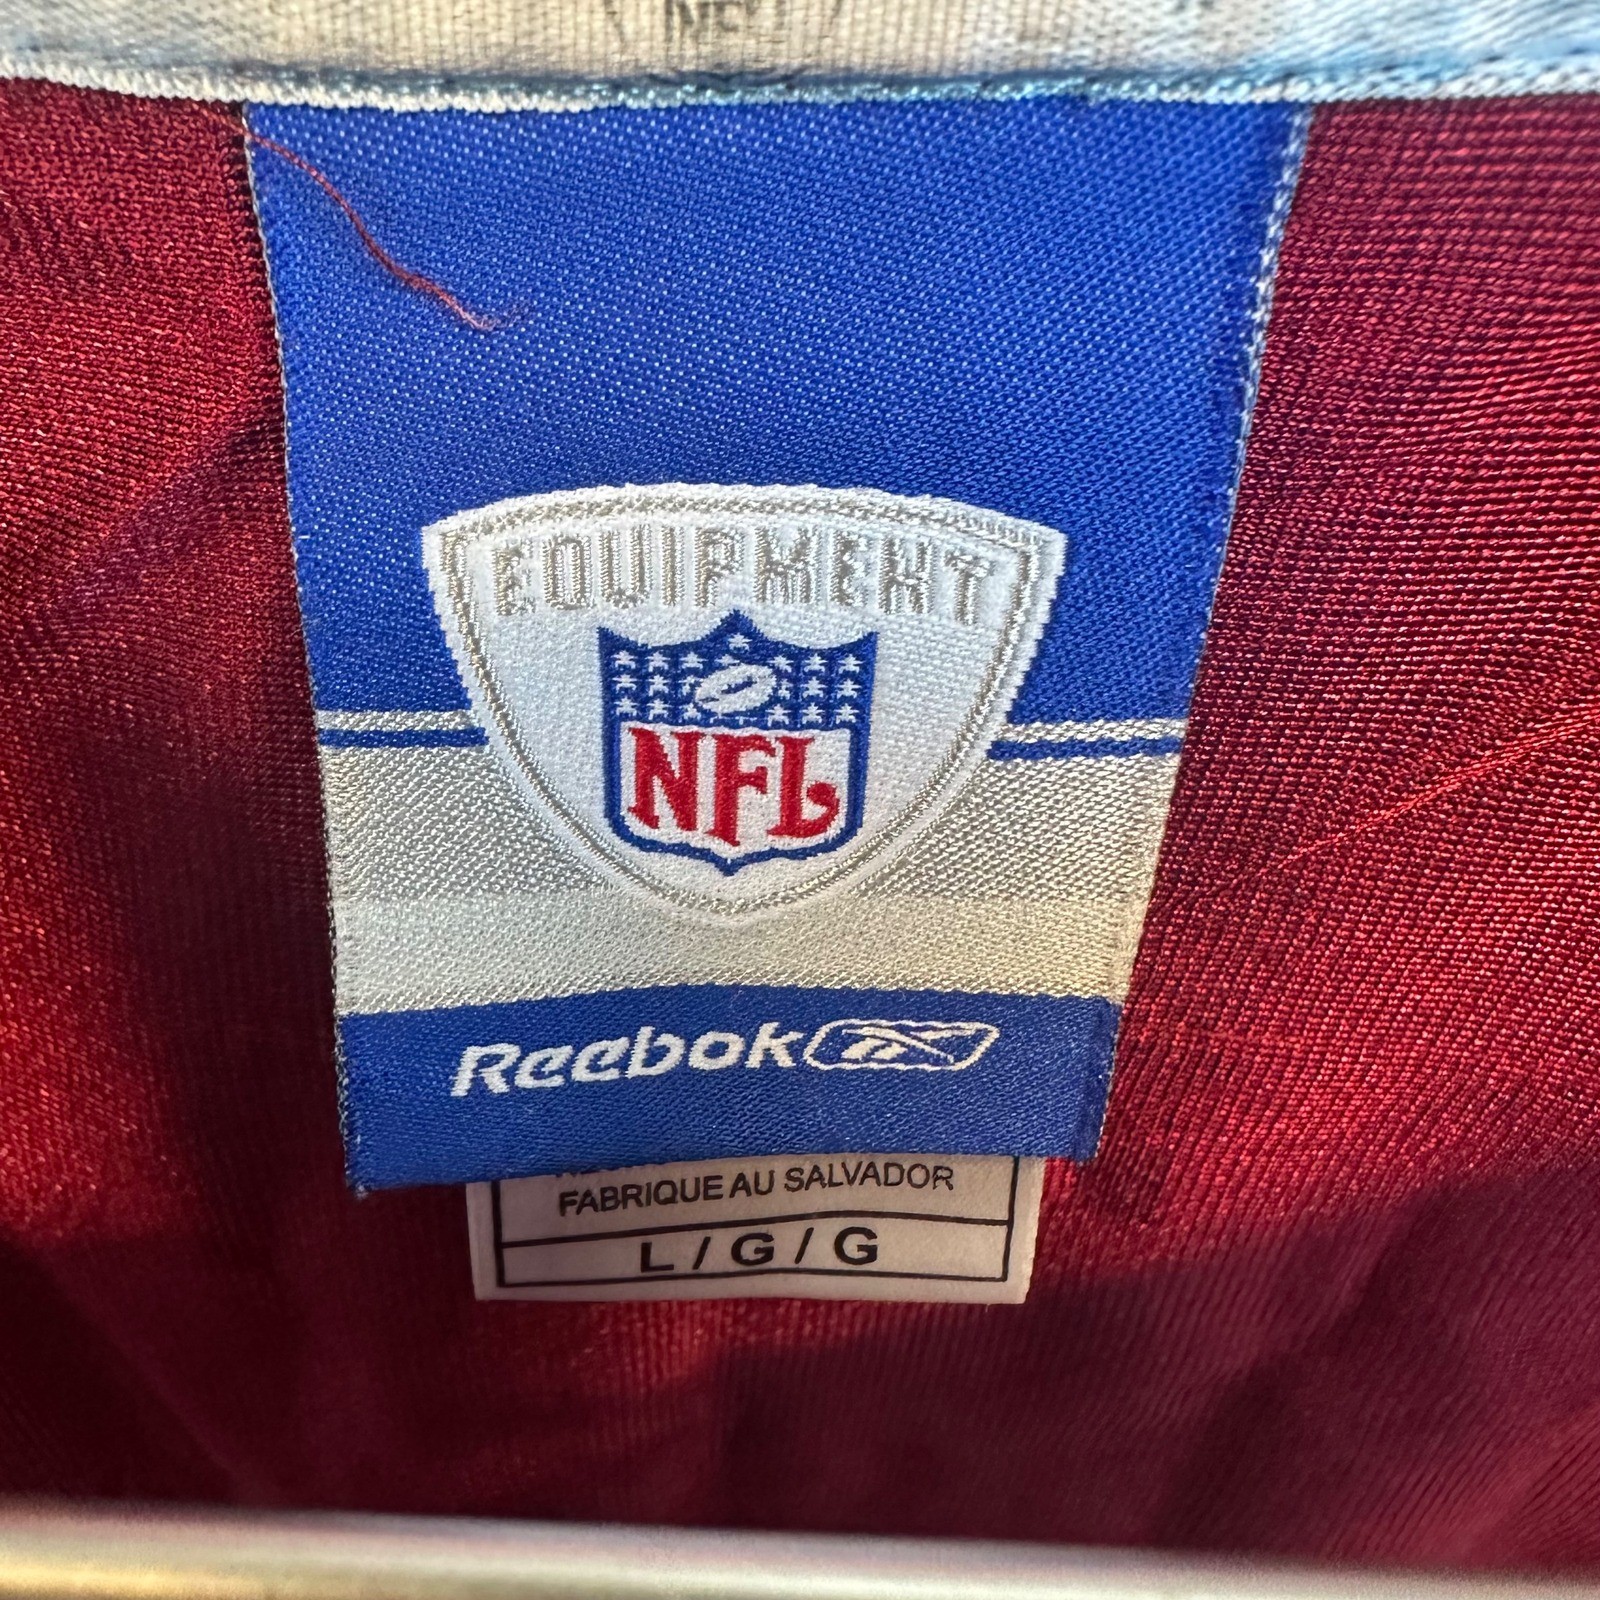 EQUIPMENT
NFL
Reebok
FABRIQUE AU SALVADOR
L / G / G